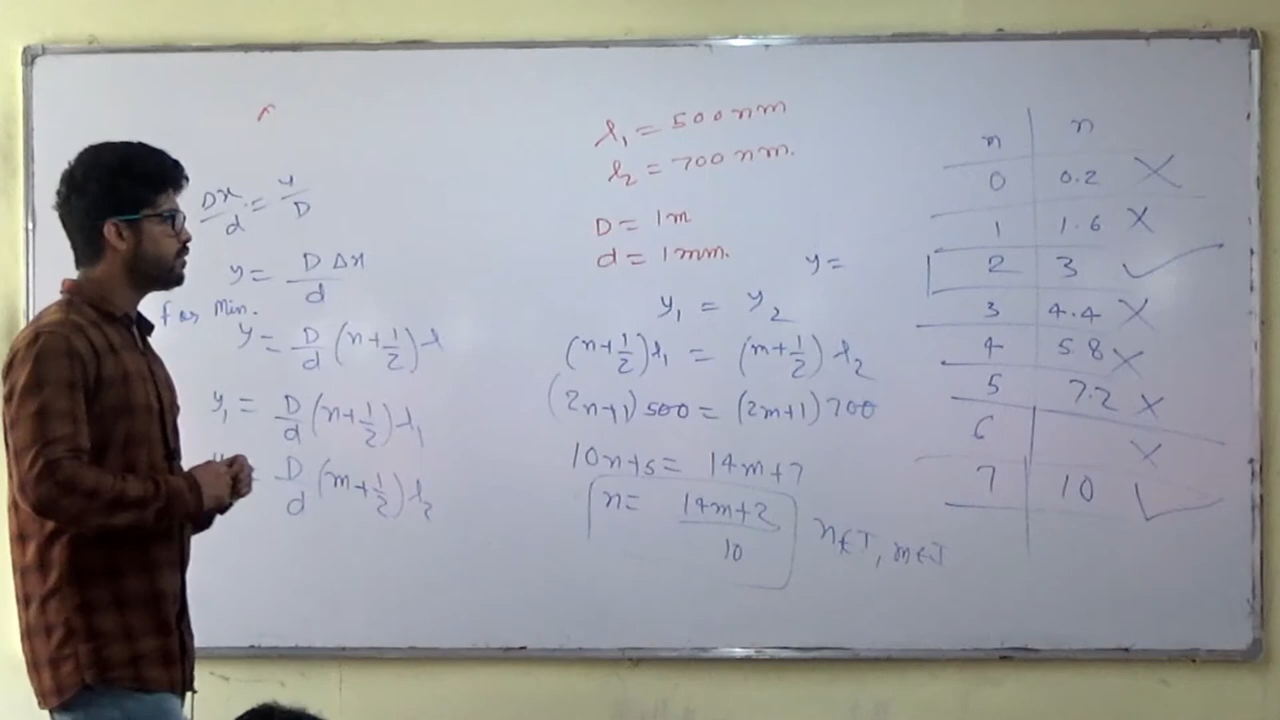 Dx/d = y/D
y = D Δx/d
for Min.
y = D/d (n+1/2) λ
y₁ = D/d (n+1/2) λ₁
= D/d (m+1/2) λ₂
λ₁ = 500 nm
λ₂ = 700 nm.
D = 1m
d = 1mm.
y =
y₁ = y₂
(n+1/2)λ₁ = (m+1/2) λ₂
(2n+1) 500 = (2m+1) 700
10n+5 = 14m+7
n = 14m+2/10
n∈I, m∈I
m n
0 0.2 X
1 1.6 X
2 3 ✓
3 4.4 X
4 5.8 X
5 7.2 X
6 X
7 10 ✓